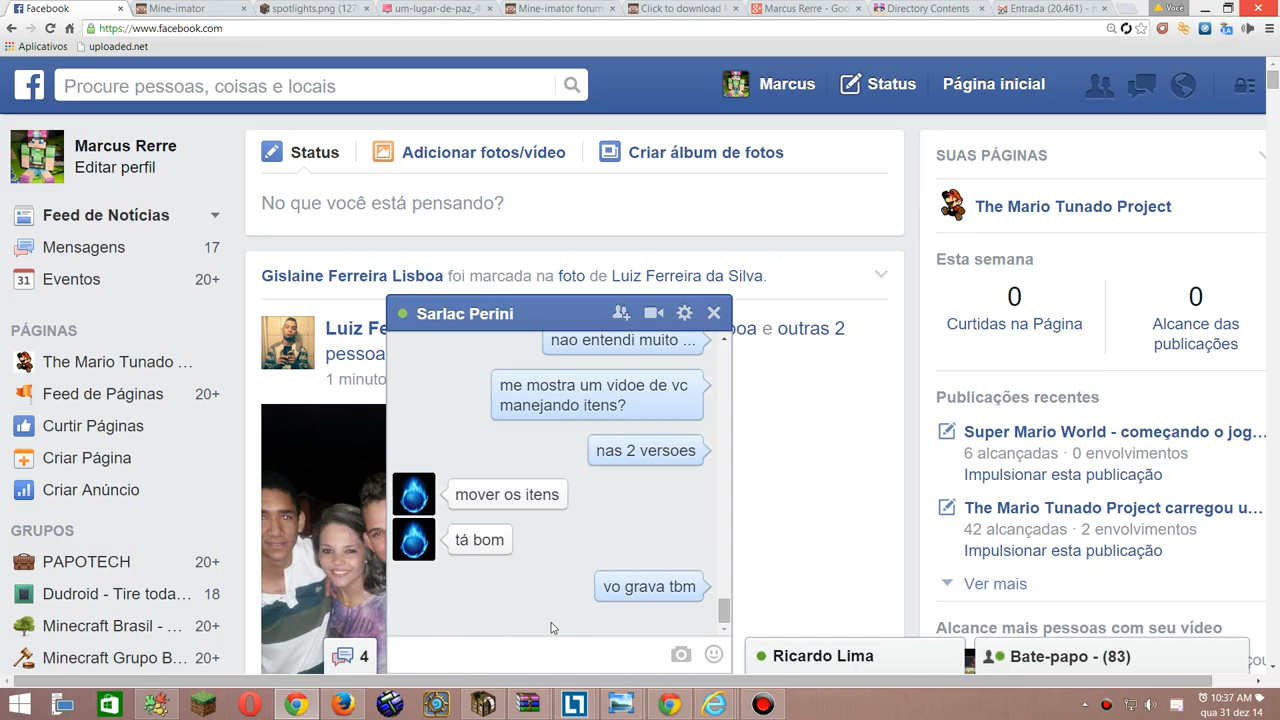 Facebook
Mine-imator
spotlights.png (127
um-lugar-de-paz_4
Mine-imator forum
Click to download M
Marcus Rerre - Goo
Directory Contents
Entrada (20.461) - m
Você
https://www.facebook.com
Aplicativos
uploaded.net
Procure pessoas, coisas e locais
Marcus
Status
Página inicial
Marcus Rerre
Editar perfil
Feed de Notícias
Mensagens 17
31 Eventos 20+
PÁGINAS
The Mario Tunado ...
Feed de Páginas 20+
Curtir Páginas
Criar Página
Criar Anúncio
GRUPOS
PAPOTECH 20+
Dudroid - Tire toda... 18
Minecraft Brasil - ... 20+
Minecraft Grupo B... 20+
Status
Adicionar fotos/vídeo
Criar álbum de fotos
No que você está pensando?
Gislaine Ferreira Lisboa foi marcada na foto de Luiz Ferreira da Silva.
Luiz Fe
boa e outras 2
pessoa
1 minuto
Sarlac Perini
nao entendi muito ...
me mostra um vidoe de vc
manejando itens?
nas 2 versoes
mover os itens
tá bom
vo grava tbm
4
SUAS PÁGINAS
The Mario Tunado Project
Esta semana
0
Curtidas na Página
0
Alcance das
publicações
Publicações recentes
Super Mario World - começando o jog...
6 alcançadas · 0 envolvimentos
Impulsionar esta publicação
The Mario Tunado Project carregou u...
42 alcançadas · 2 envolvimentos
Impulsionar esta publicação
Ver mais
Alcance mais pessoas com seu vídeo
Ricardo Lima
Bate-papo - (83)
10:37 AM
qua 31 dez 14